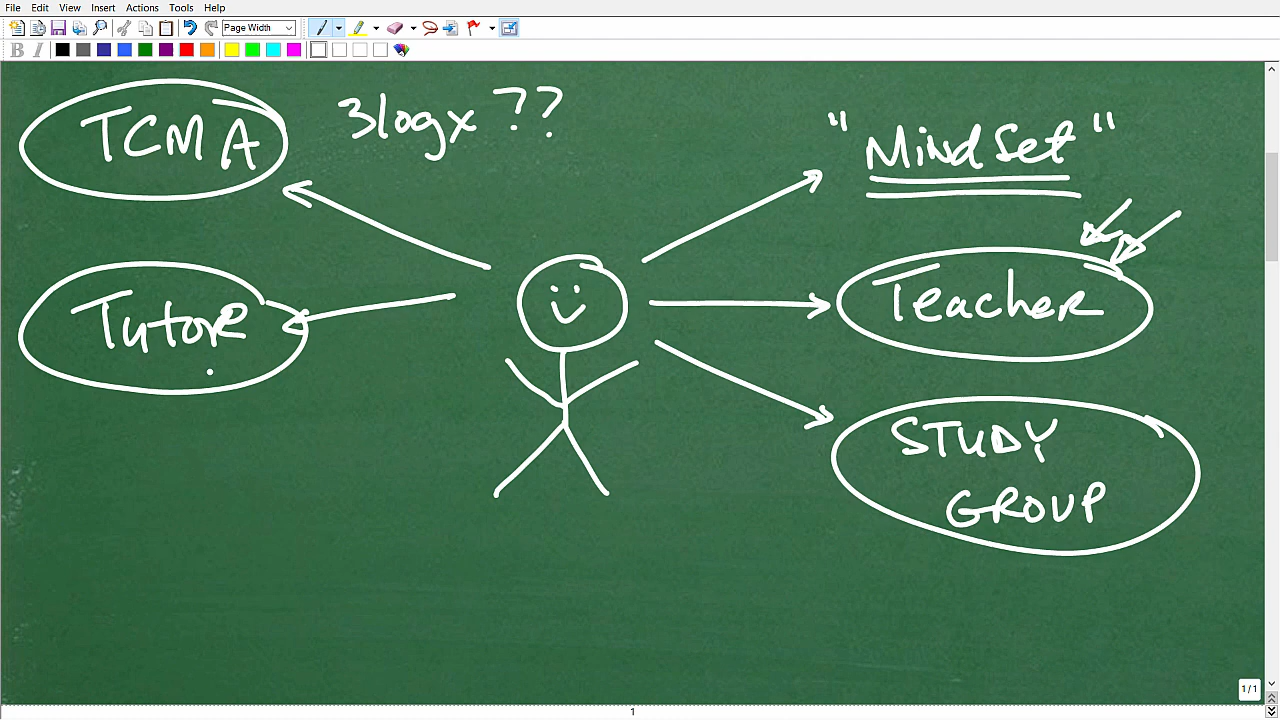 File Edit View Insert Actions Tools Help
Page Width
B I
TCMA
3logx ??
"Mindset"
Tutor
Teacher
STUDY
GROUP
1/1
1